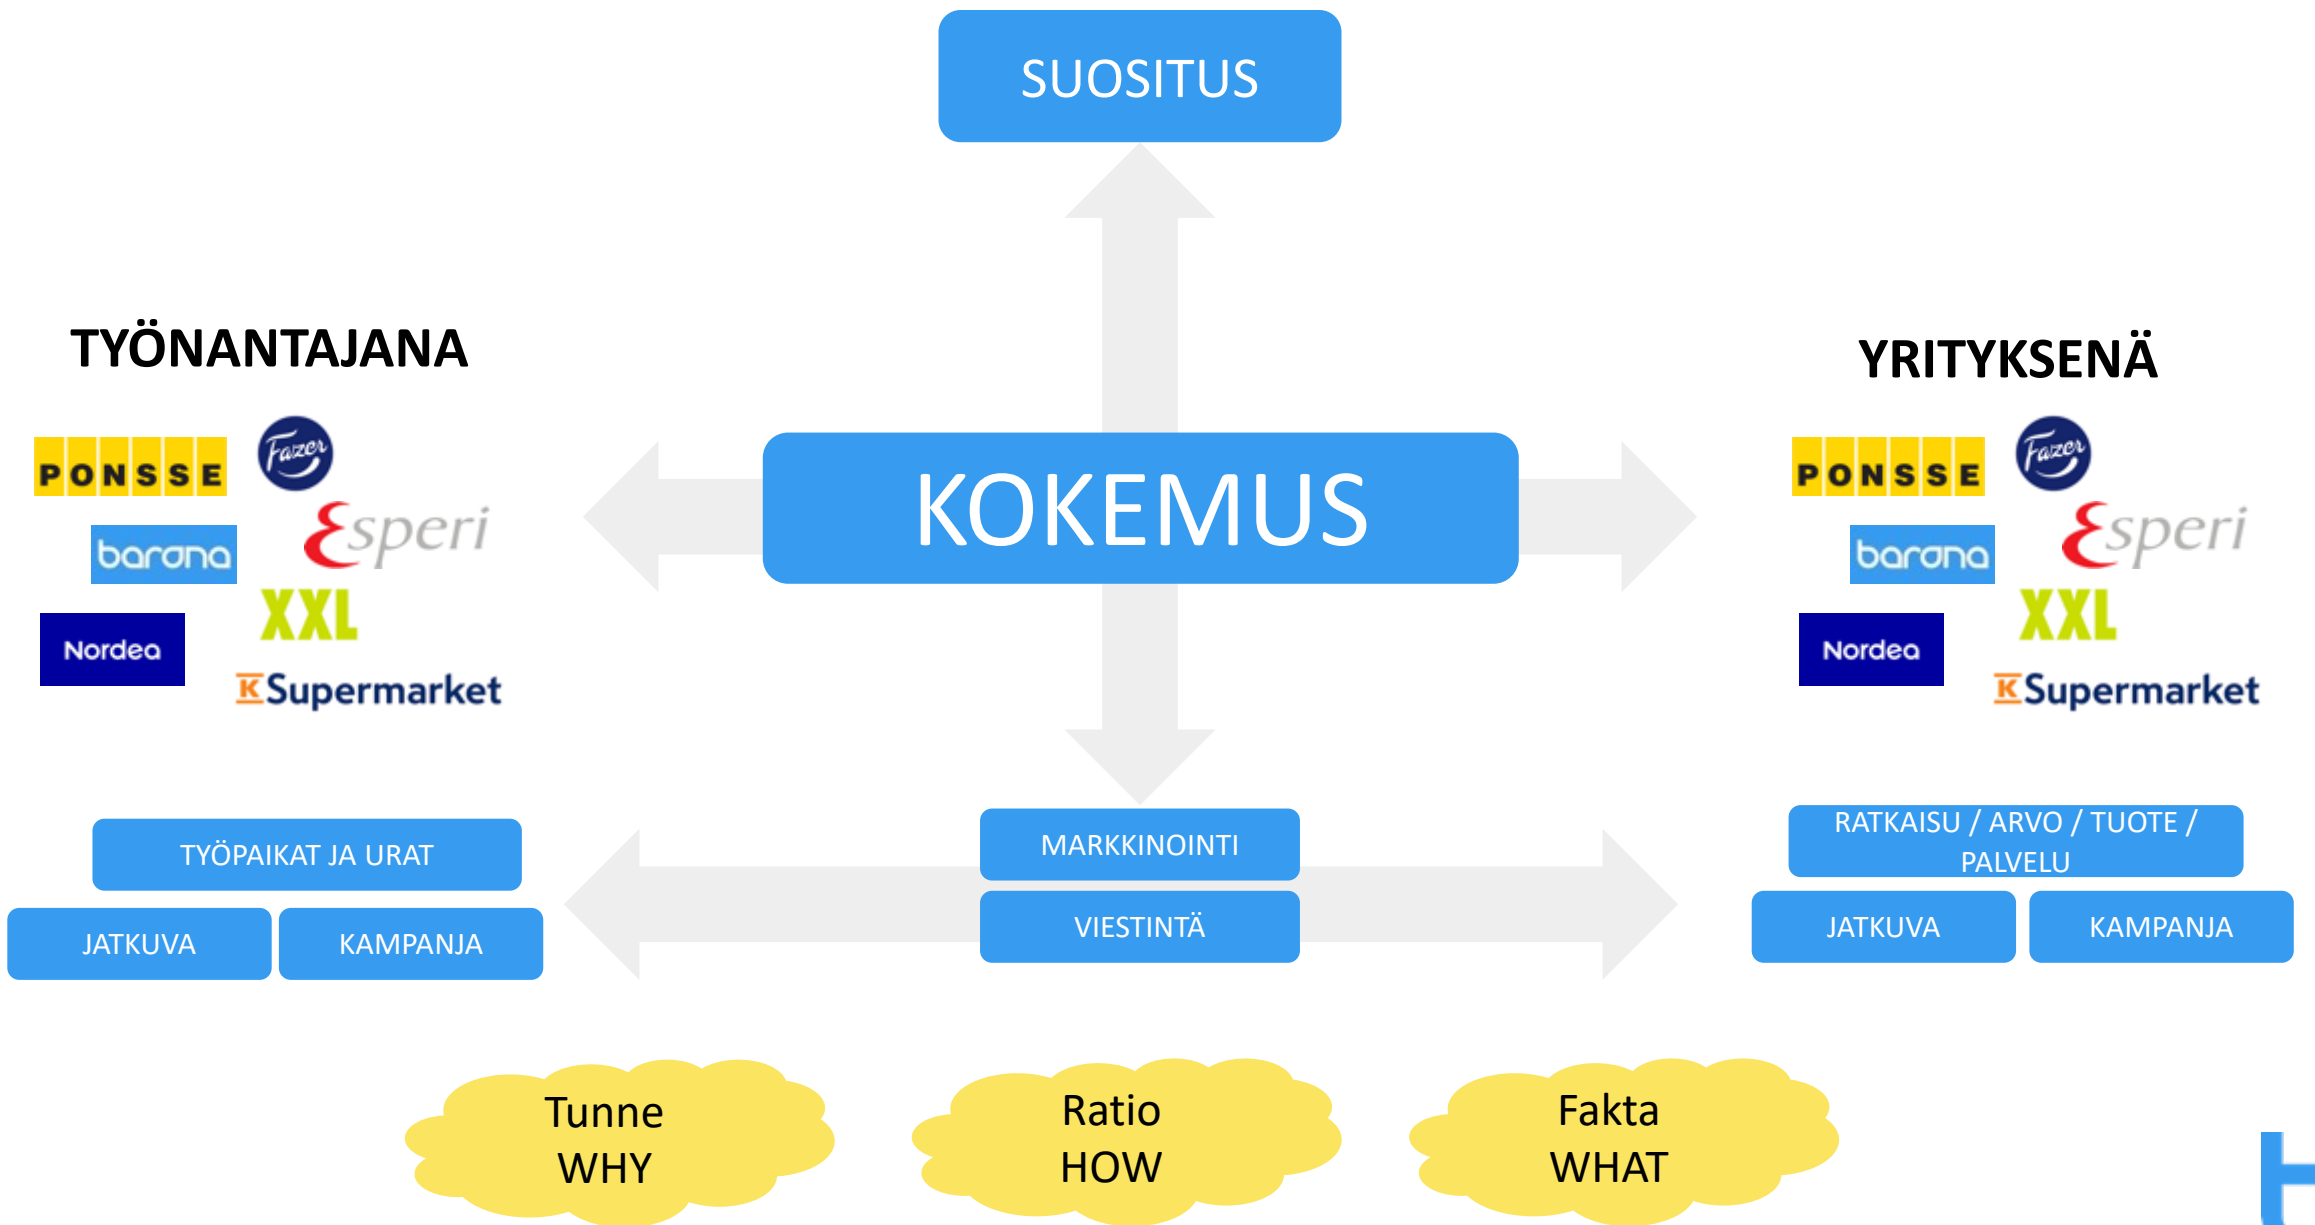 SUOSITUS
TYÖNANTAJANA
YRITYKSENÄ
PONSSE
Fazer
Esperi
barona
XXL
Nordea
K Supermarket
KOKEMUS
PONSSE
Fazer
Esperi
barona
XXL
Nordea
K Supermarket
TYÖPAIKAT JA URAT
JATKUVA
KAMPANJA
MARKKINOINTI
VIESTINTÄ
RATKAISU / ARVO / TUOTE /
PALVELU
JATKUVA
KAMPANJA
Tunne
WHY
Ratio
HOW
Fakta
WHAT